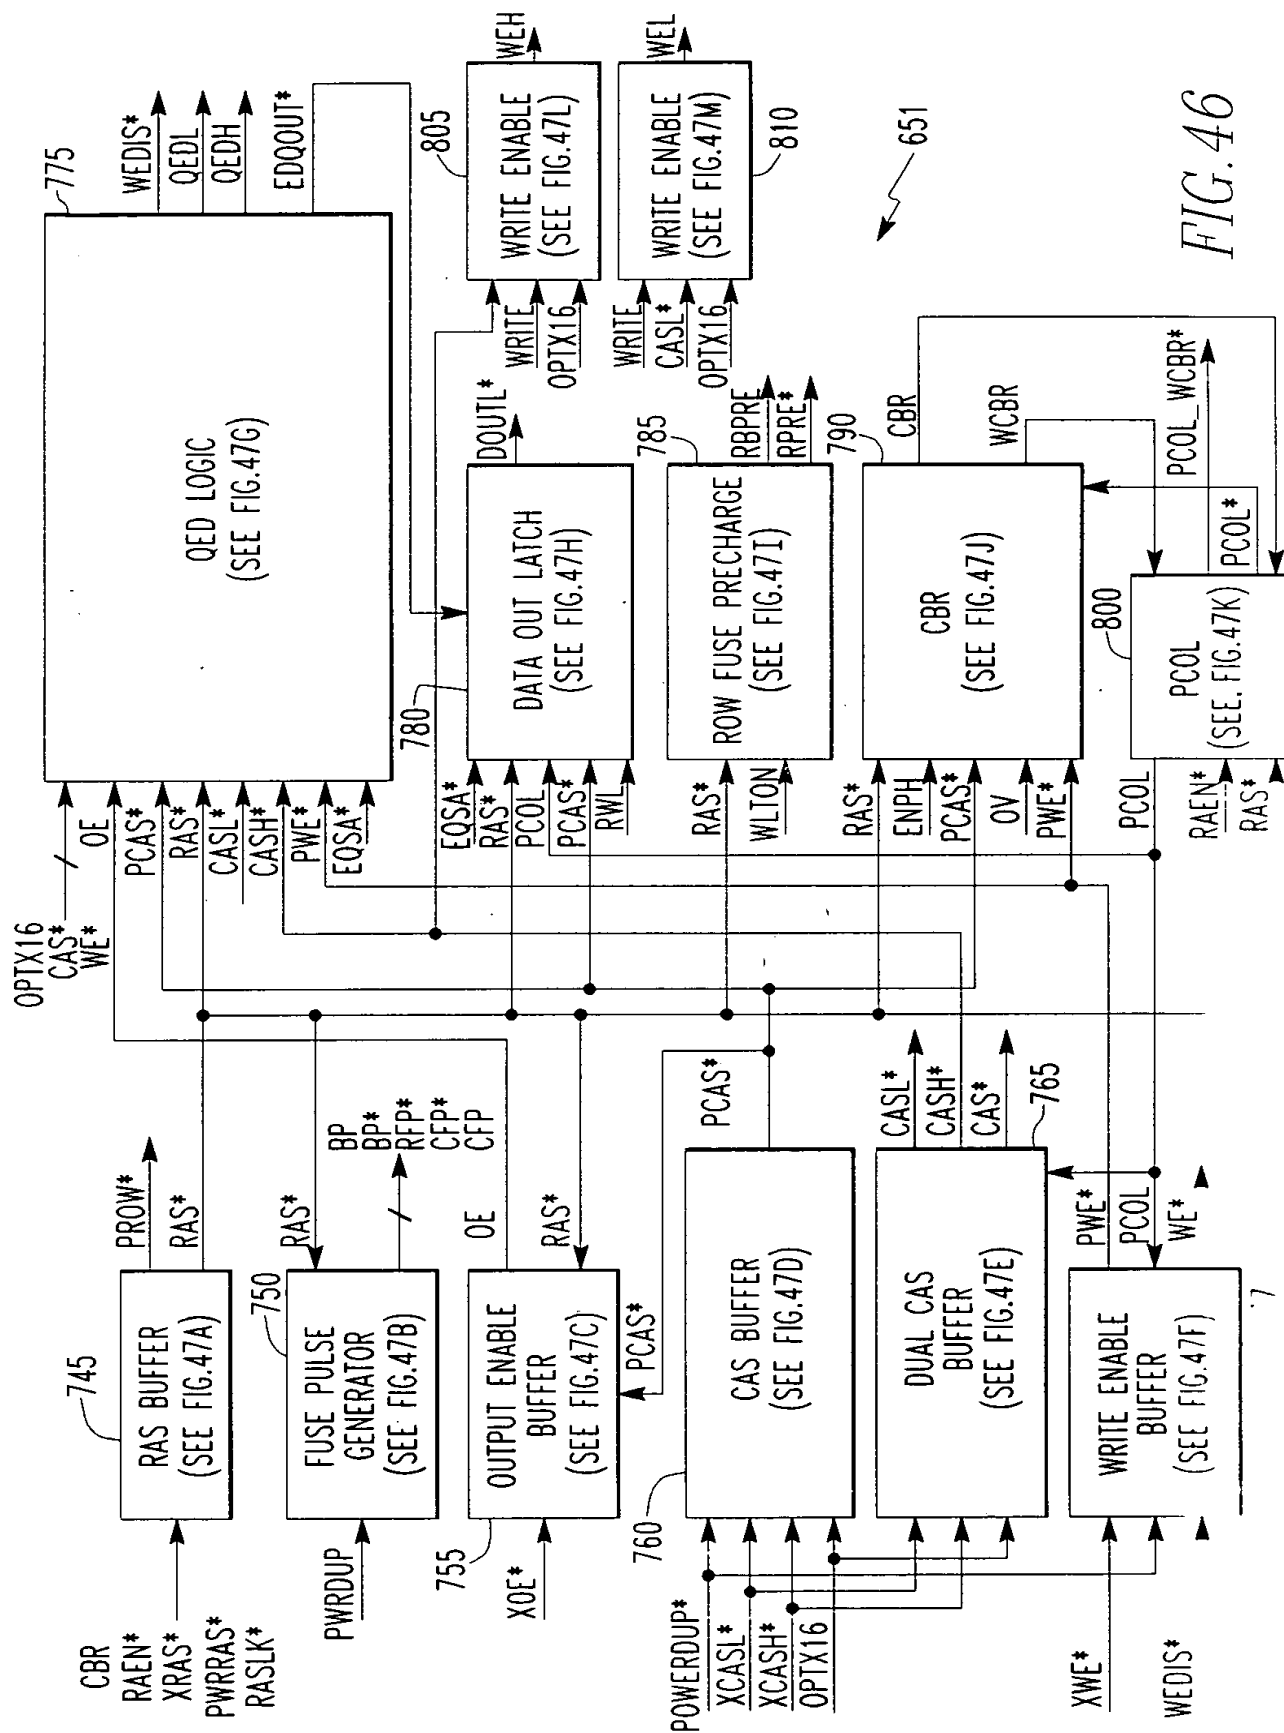 CBR
RAEN*
XRAS*
PWRRAS*
RASLK*
745
RAS BUFFER
(SEE FIG.47A)
PROW*
RAS*
PWRDUP
750
FUSE PULSE
GENERATOR
(SEE FIG.47B)
RAS*
BP
BP*
RFP*
CFP*
CFP
XOE*
755
OUTPUT ENABLE
BUFFER
(SEE FIG.47C)
OE
RAS*
PCAS*
POWERDUP*
XCASL*
XCASH*
OPTX16
760
CAS BUFFER
(SEE FIG.47D)
PCAS*
DUAL CAS
BUFFER
(SEE FIG.47E)
765
CASL*
CASH*
CAS*
XWE*
WEDIS*
WRITE ENABLE
BUFFER
(SEE FIG.47F)
PWE*
PCOL
WE*
OPTX16
CAS*
WE*
OE
PCAS*
RAS*
CASL*
CASH*
PWE*
EQSA*
QED LOGIC
(SEE FIG.47G)
775
WEDIS*
QEDL
QEDH
EDQOUT*
EQSA*
RAS*
PCOL
PCAS*
RWL
780
DATA OUT LATCH
(SEE FIG.47H)
DOUTL*
RAS*
WLTON
ROW FUSE PRECHARGE
(SEE FIG.47I)
785
RBPRE
RPRE*
RAS*
ENPH
PCAS*
OV
PWE*
CBR
(SEE FIG.47J)
790
CBR
WCBR
PCOL
RAEN*
RAS*
PCOL
(SEE. FIG.47K)
800
PCOL_WCBR*
PCOL*
WRITE
OPTX16
WRITE ENABLE
(SEE FIG.47L)
805
WEH
WRITE
CASL*
OPTX16
WRITE ENABLE
(SEE FIG.47M)
810
WEL
651
FIG.46